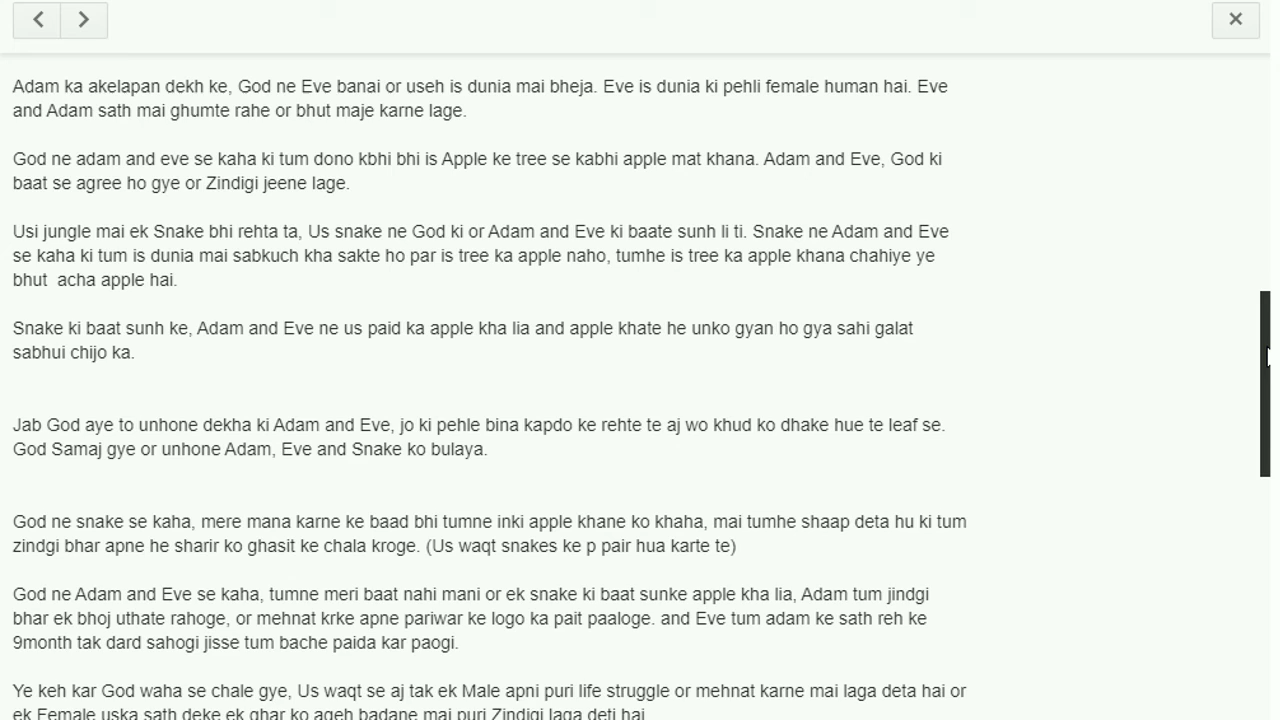 Adam ka akelapan dekh ke, God ne Eve banai or useh is dunia mai bheja. Eve is dunia ki pehli female human hai. Eve
and Adam sath mai ghumte rahe or bhut maje karne lage.
God ne adam and eve se kaha ki tum dono kbhi bhi is Apple ke tree se kabhi apple mat khana. Adam and Eve, God ki
baat se agree ho gye or Zindigi jeene lage.
Usi jungle mai ek Snake bhi rehta ta, Us snake ne God ki or Adam and Eve ki baate sunh li ti. Snake ne Adam and Eve
se kaha ki tum is dunia mai sabkuch kha sakte ho par is tree ka apple naho, tumhe is tree ka apple khana chahiye ye
bhut  acha apple hai.
Snake ki baat sunh ke, Adam and Eve ne us paid ka apple kha lia and apple khate he unko gyan ho gya sahi galat
sabhui chijo ka.
Jab God aye to unhone dekha ki Adam and Eve, jo ki pehle bina kapdo ke rehte te aj wo khud ko dhake hue te leaf se.
God Samaj gye or unhone Adam, Eve and Snake ko bulaya.
God ne snake se kaha, mere mana karne ke baad bhi tumne inki apple khane ko khaha, mai tumhe shaap deta hu ki tum
zindgi bhar apne he sharir ko ghasit ke chala kroge. (Us waqt snakes ke p pair hua karte te)
God ne Adam and Eve se kaha, tumne meri baat nahi mani or ek snake ki baat sunke apple kha lia, Adam tum jindgi
bhar ek bhoj uthate rahoge, or mehnat krke apne pariwar ke logo ka pait paaloge. and Eve tum adam ke sath reh ke
9month tak dard sahogi jisse tum bache paida kar paogi.
Ye keh kar God waha se chale gye, Us waqt se aj tak ek Male apni puri life struggle or mehnat karne mai laga deta hai or
ek Female uska sath deke ek ghar ko ageh badane mai puri Zindigi laga deti hai